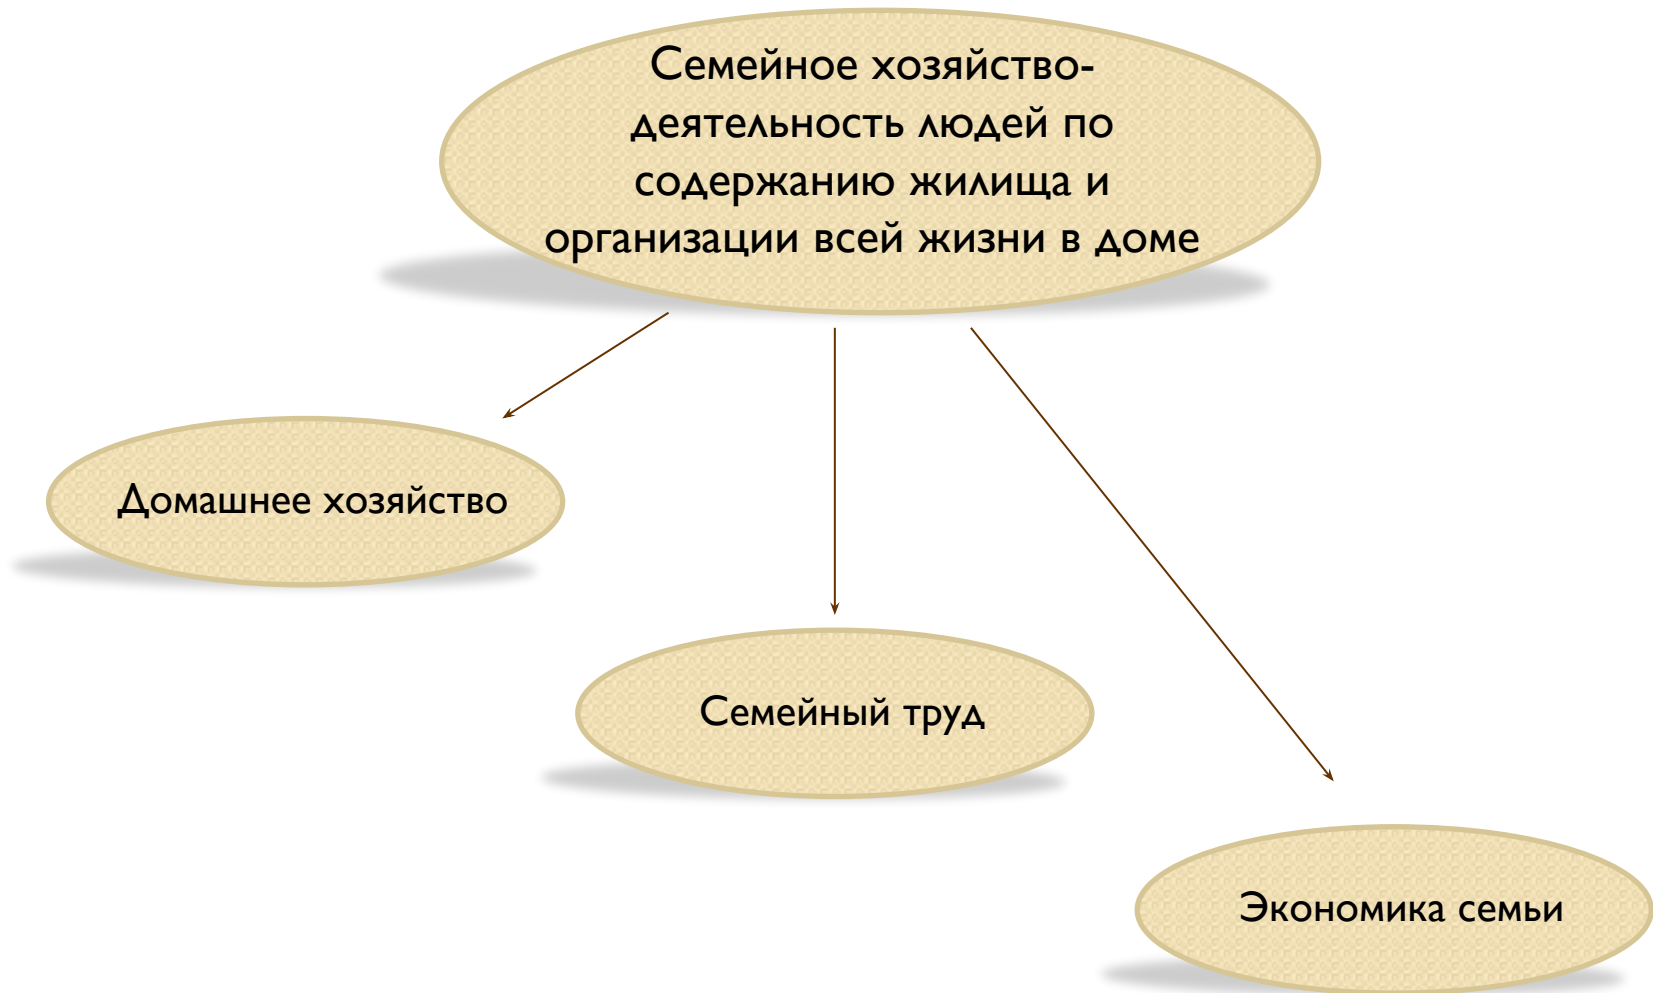 Семейное хозяйство-
деятельность людей по
содержанию жилища и
организации всей жизни в доме
Домашнее хозяйство
Семейный труд
Экономика семьи